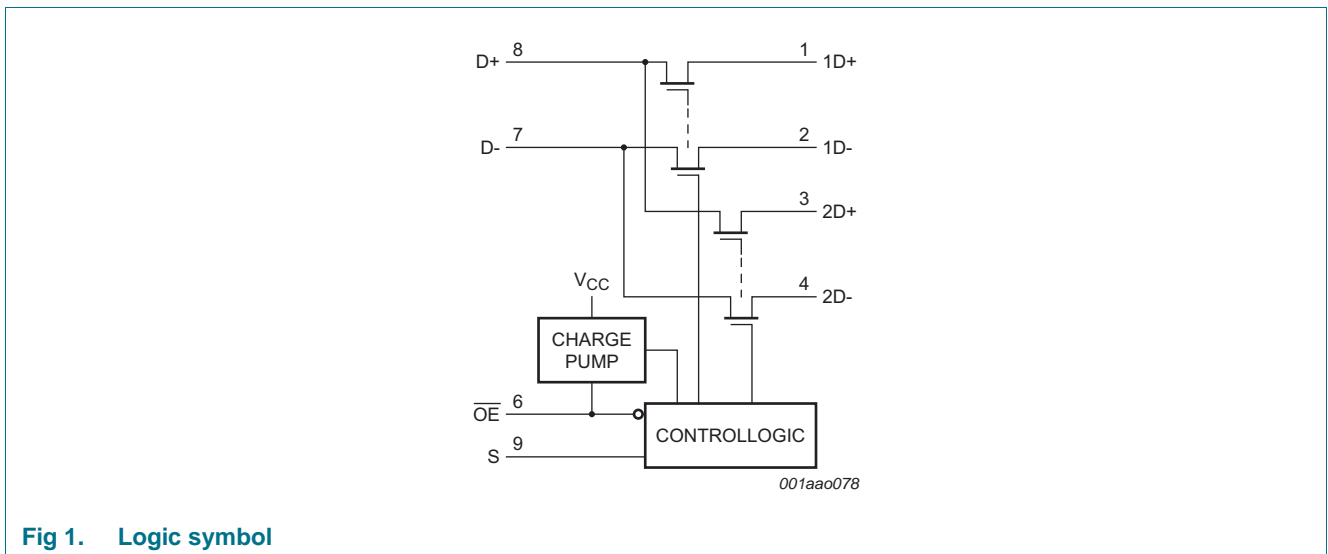 D+ 8 1 1D+
D- 7 2 1D-
3 2D+
4 2D-
VCC
CHARGE
PUMP
OE 6
CONTROLLOGIC
S 9
001aao078
Fig 1. Logic symbol